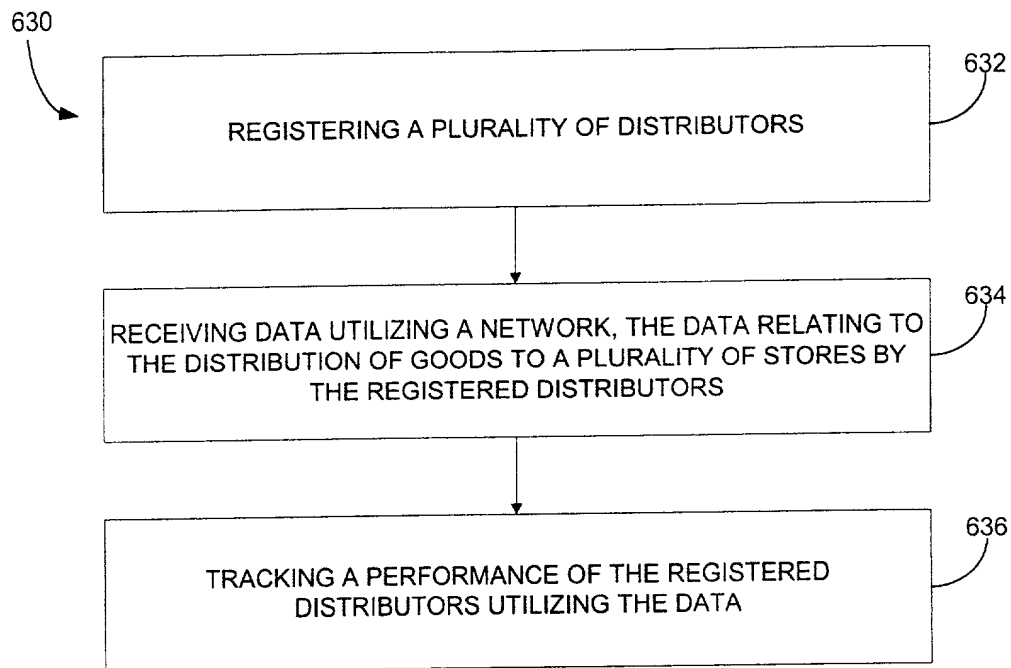 630
632
REGISTERING A PLURALITY OF DISTRIBUTORS
634
RECEIVING DATA UTILIZING A NETWORK, THE DATA RELATING TO
THE DISTRIBUTION OF GOODS TO A PLURALITY OF STORES BY
THE REGISTERED DISTRIBUTORS
636
TRACKING A PERFORMANCE OF THE REGISTERED
DISTRIBUTORS UTILIZING THE DATA